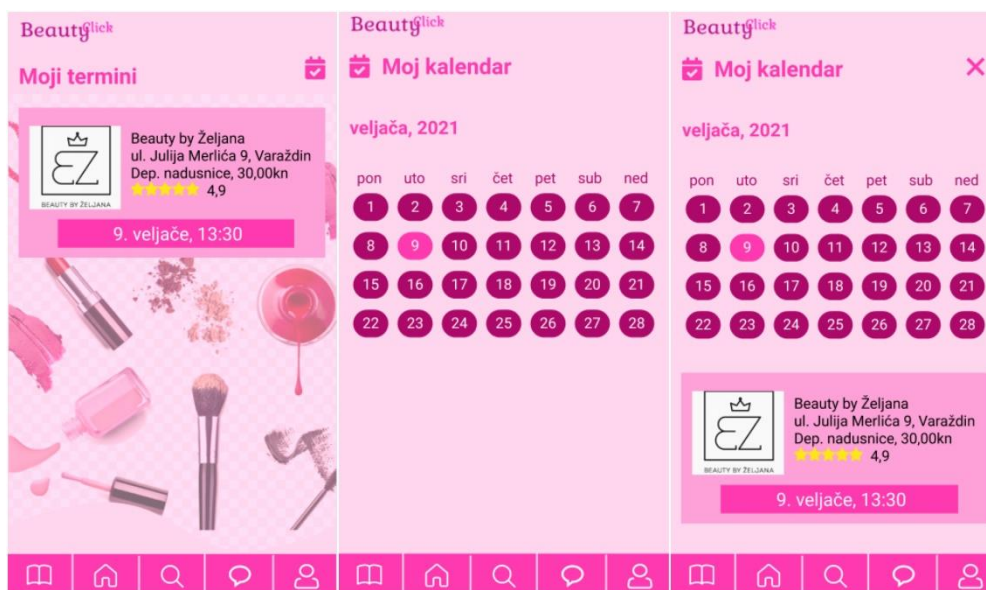 BeautyClick
Moji termini
EZ
BEAUTY BY ŽELJANA
Beauty by Željana
ul. Julija Merlića 9, Varaždin
Dep. nadusnice, 30,00kn
4,9
9. veljače, 13:30
BeautyClick
Moj kalendar
veljača, 2021
pon uto sri čet pet sub ned
1 2 3 4 5 6 7
8 9 10 11 12 13 14
15 16 17 18 19 20 21
22 23 24 25 26 27 28
BeautyClick
Moj kalendar
veljača, 2021
pon uto sri čet pet sub ned
1 2 3 4 5 6 7
8 9 10 11 12 13 14
15 16 17 18 19 20 21
22 23 24 25 26 27 28
EZ
BEAUTY BY ŽELJANA
Beauty by Željana
ul. Julija Merlića 9, Varaždin
Dep. nadusnice, 30,00kn
4,9
9. veljače, 13:30